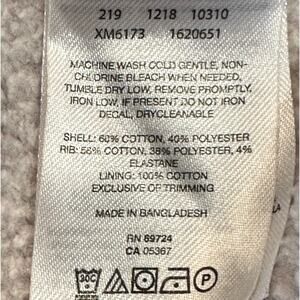 219 1218 10310
XM6173 1620651
MACHINE WASH COLD GENTLE, NON-
CHLORINE BLEACH WHEN NEEDED,
TUMBLE DRY LOW, REMOVE PROMPTLY,
IRON LOW, IF PRESENT DO NOT IRON
DECAL, DRYCLEANABLE
SHELL: 60% COTTON, 40% POLYESTER
RIB: 58% COTTON, 38% POLYESTER, 4%
ELASTANE
LINING: 100% COTTON
EXCLUSIVE OF TRIMMING
MADE IN BANGLADESH
RN 89724
CA 05367
30C P